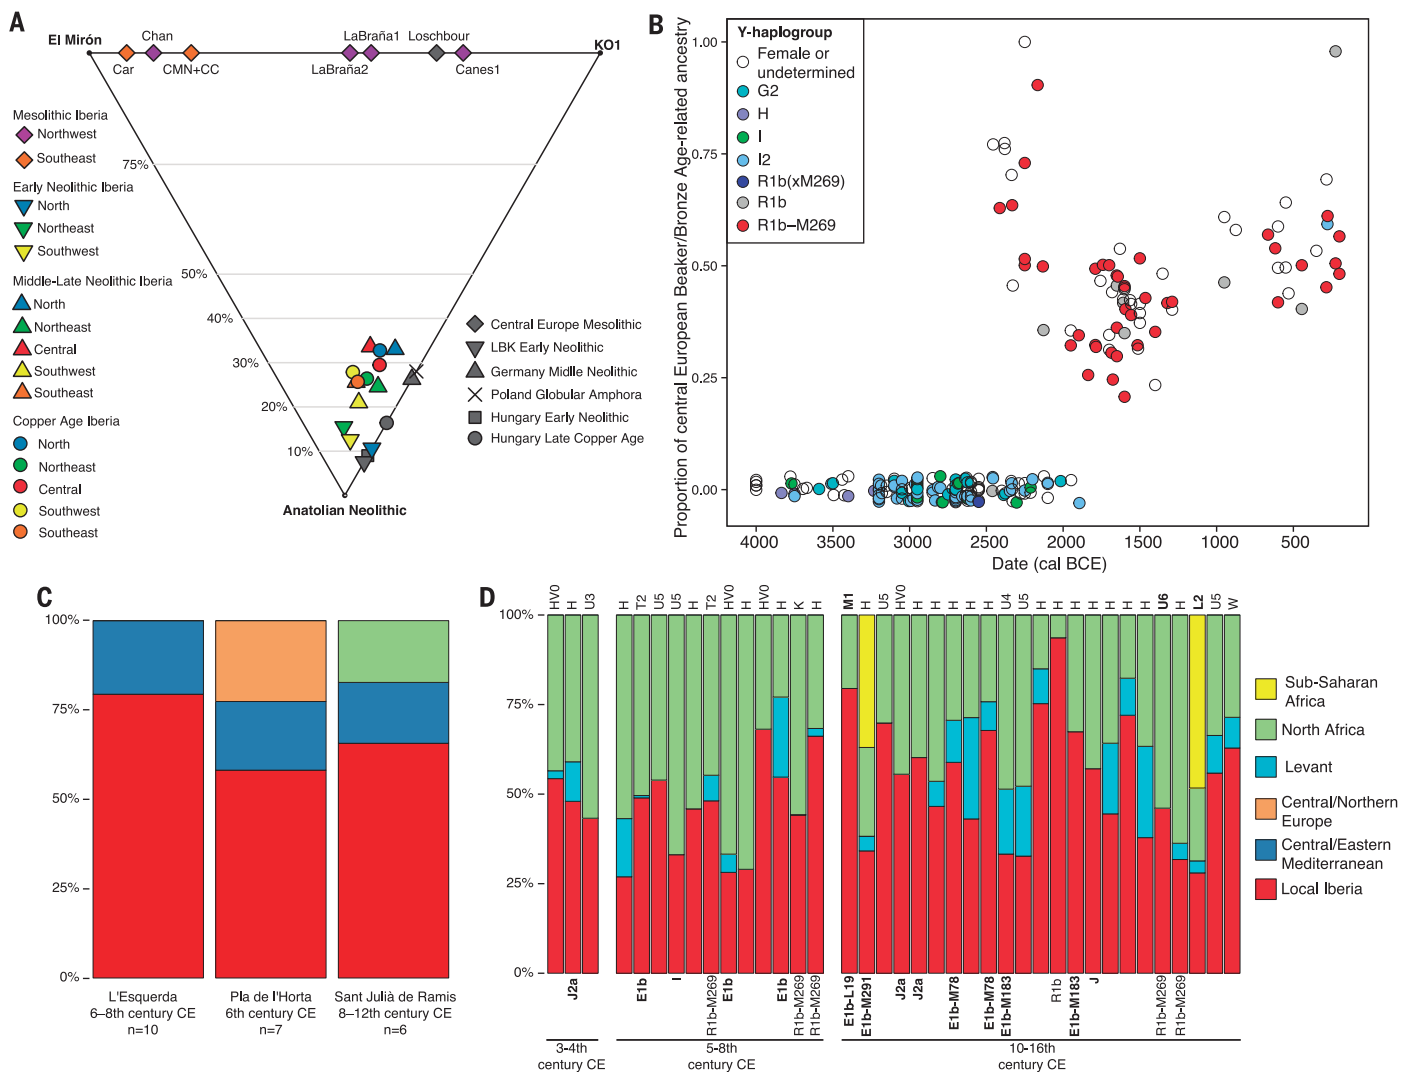 A
El Mirón
Chan
LaBraña1
Loschbour
KO1
Car
CMN+CC
LaBraña2
Canes1
Mesolithic Iberia
Northwest
Southeast
Early Neolithic Iberia
North
Northeast
Southwest
Middle-Late Neolithic Iberia
North
Northeast
Central
Southwest
Southeast
Copper Age Iberia
North
Northeast
Central
Southwest
Southeast
75%
50%
40%
30%
20%
10%
Anatolian Neolithic
Central Europe Mesolithic
LBK Early Neolithic
Germany Midlle Neolithic
Poland Globular Amphora
Hungary Early Neolithic
Hungary Late Copper Age
B
Proportion of central European Beaker/Bronze Age-related ancestry
1.00
0.75
0.50
0.25
0.00
Y-haplogroup
Female or
undetermined
G2
H
I
I2
R1b(xM269)
R1b
R1b–M269
4000 3500 3000 2500 2000 1500 1000 500
Date (cal BCE)
C
100%
75%
50%
25%
0%
L'Esquerda
6–8th century CE
n=10
Pla de l'Horta
6th century CE
n=7
Sant Julià de Ramis
8–12th century CE
n=6
D
HV0 H U3
H T2 U5 U5 H T2 HV0 H HV0 H K H
M1 H U5 HV0 H H H H H U4 U5 H H H H H H H U6 H L2 U5 W
100%
75%
50%
25%
0%
J2a
E1b I R1b-M269 E1b E1b R1b-M269 R1b-M269
E1b-L19 E1b-M291 J2a J2a E1b-M78 E1b-M78 E1b-M183 R1b E1b-M183 J R1b-M269 R1b-M269
3-4th
century CE
5-8th
century CE
10-16th
century CE
Sub-Saharan
Africa
North Africa
Levant
Central/Northern
Europe
Central/Eastern
Mediterranean
Local Iberia